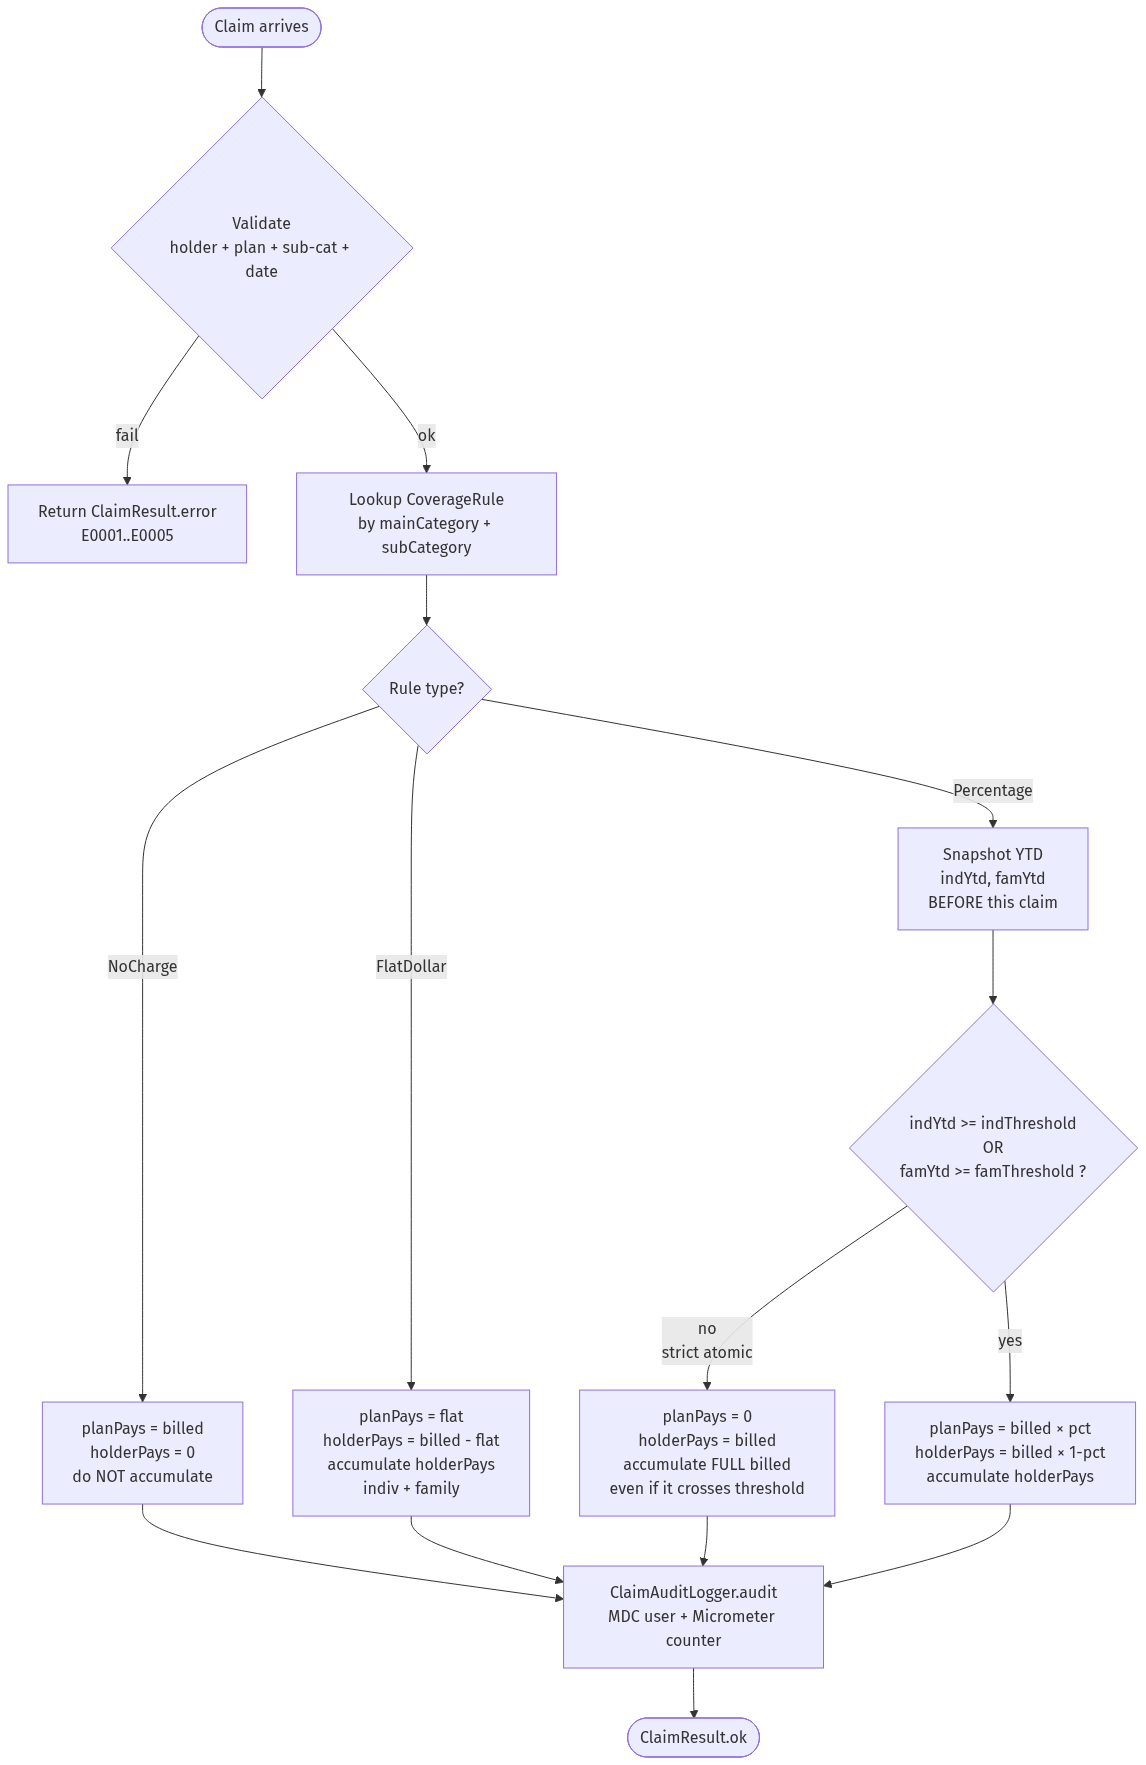 Claim arrives
Validate
holder + plan + sub-cat +
date
fail
ok
Return ClaimResult.error
E0001..E0005
Lookup CoverageRule
by mainCategory +
subCategory
Rule type?
Percentage
Snapshot YTD
indYtd, famYtd
BEFORE this claim
NoCharge
FlatDollar
indYtd >= indThreshold
OR
famYtd >= famThreshold ?
no
strict atomic
yes
planPays = billed
holderPays = 0
do NOT accumulate
planPays = flat
holderPays = billed - flat
accumulate holderPays
indiv + family
planPays = 0
holderPays = billed
accumulate FULL billed
even if it crosses threshold
planPays = billed × pct
holderPays = billed × 1-pct
accumulate holderPays
ClaimAuditLogger.audit
MDC user + Micrometer
counter
ClaimResult.ok